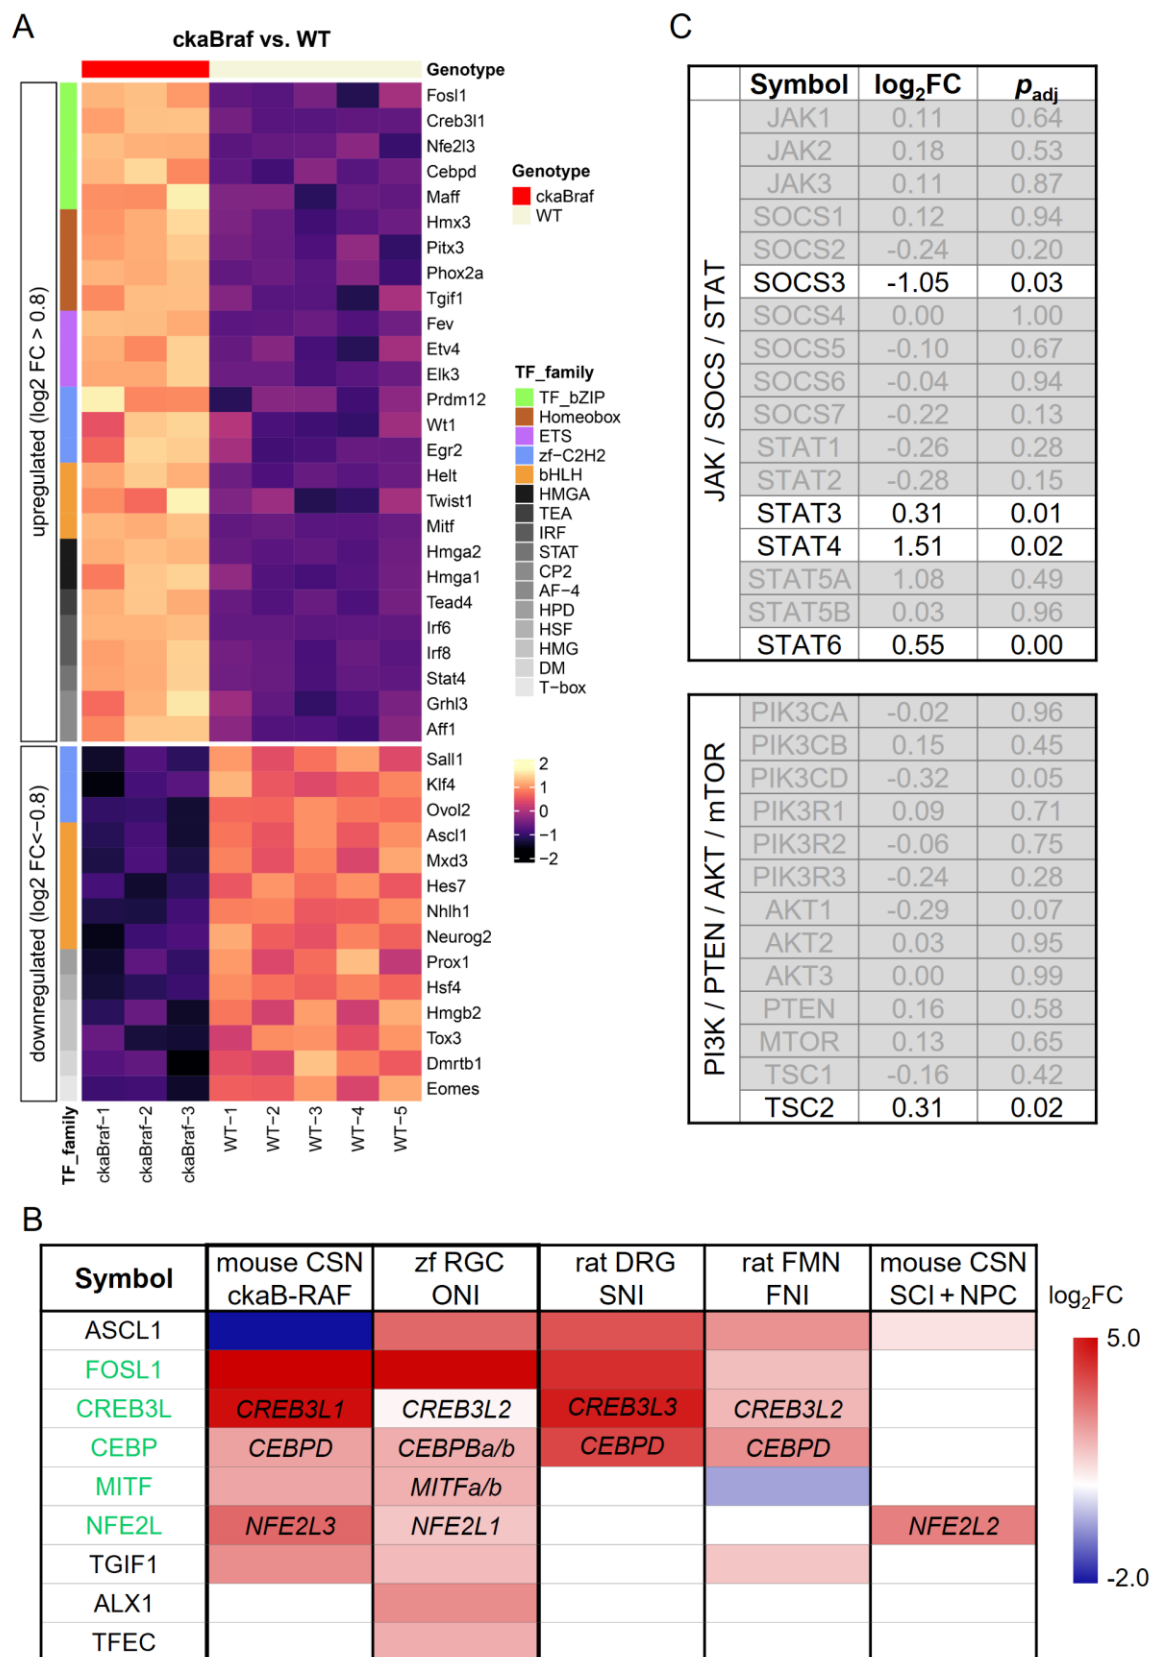 A
ckaBraf vs. WT
Genotype
upregulated (log2 FC > 0.8)
Fosl1
Creb3l1
Nfe2l3
Cebpd
Maff
Hmx3
Pitx3
Phox2a
Tgif1
Fev
Etv4
Elk3
Prdm12
Wt1
Egr2
Helt
Twist1
Mitf
Hmga2
Hmga1
Tead4
Irf6
Irf8
Stat4
Grhl3
Aff1
downregulated (log2 FC<−0.8)
Sall1
Klf4
Ovol2
Ascl1
Mxd3
Hes7
Nhlh1
Neurog2
Prox1
Hsf4
Hmgb2
Tox3
Dmrtb1
Eomes
TF_family
ckaBraf−1
ckaBraf−2
ckaBraf−3
WT−1
WT−2
WT−3
WT−4
WT−5
Genotype
ckaBraf
WT
TF_family
TF_bZIP
Homeobox
ETS
zf−C2H2
bHLH
HMGA
TEA
IRF
STAT
CP2
AF−4
HPD
HSF
HMG
DM
T−box
2
1
0
−1
−2
C
Symbol log2FC padj
JAK / SOCS / STAT
JAK1 0.11 0.64
JAK2 0.18 0.53
JAK3 0.11 0.87
SOCS1 0.12 0.94
SOCS2 -0.24 0.20
SOCS3 -1.05 0.03
SOCS4 0.00 1.00
SOCS5 -0.10 0.67
SOCS6 -0.04 0.94
SOCS7 -0.22 0.13
STAT1 -0.26 0.28
STAT2 -0.28 0.15
STAT3 0.31 0.01
STAT4 1.51 0.02
STAT5A 1.08 0.49
STAT5B 0.03 0.96
STAT6 0.55 0.00
PI3K / PTEN / AKT / mTOR
PIK3CA -0.02 0.96
PIK3CB 0.15 0.45
PIK3CD -0.32 0.05
PIK3R1 0.09 0.71
PIK3R2 -0.06 0.75
PIK3R3 -0.24 0.28
AKT1 -0.29 0.07
AKT2 0.03 0.95
AKT3 0.00 0.99
PTEN 0.16 0.58
MTOR 0.13 0.65
TSC1 -0.16 0.42
TSC2 0.31 0.02
B
Symbol
mouse CSN
ckaB-RAF
zf RGC
ONI
rat DRG
SNI
rat FMN
FNI
mouse CSN
SCI + NPC
ASCL1
FOSL1
CREB3L CREB3L1 CREB3L2 CREB3L3 CREB3L2
CEBP CEBPD CEBPBa/b CEBPD CEBPD
MITF MITFa/b
NFE2L NFE2L3 NFE2L1 NFE2L2
TGIF1
ALX1
TFEC
log2FC
5.0
-2.0